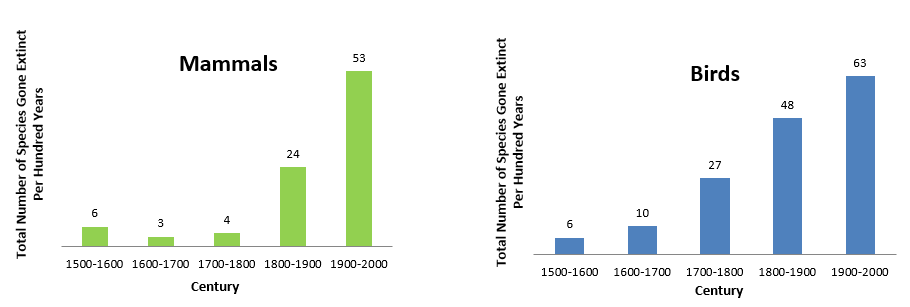 Mammals
Total Number of Species Gone Extinct
Per Hundred Years
6
3
4
24
53
1500-1600 1600-1700 1700-1800 1800-1900 1900-2000
Century
Birds
Total Number of Species Gone Extinct
Per Hundred Years
6
10
27
48
63
1500-1600 1600-1700 1700-1800 1800-1900 1900-2000
Century